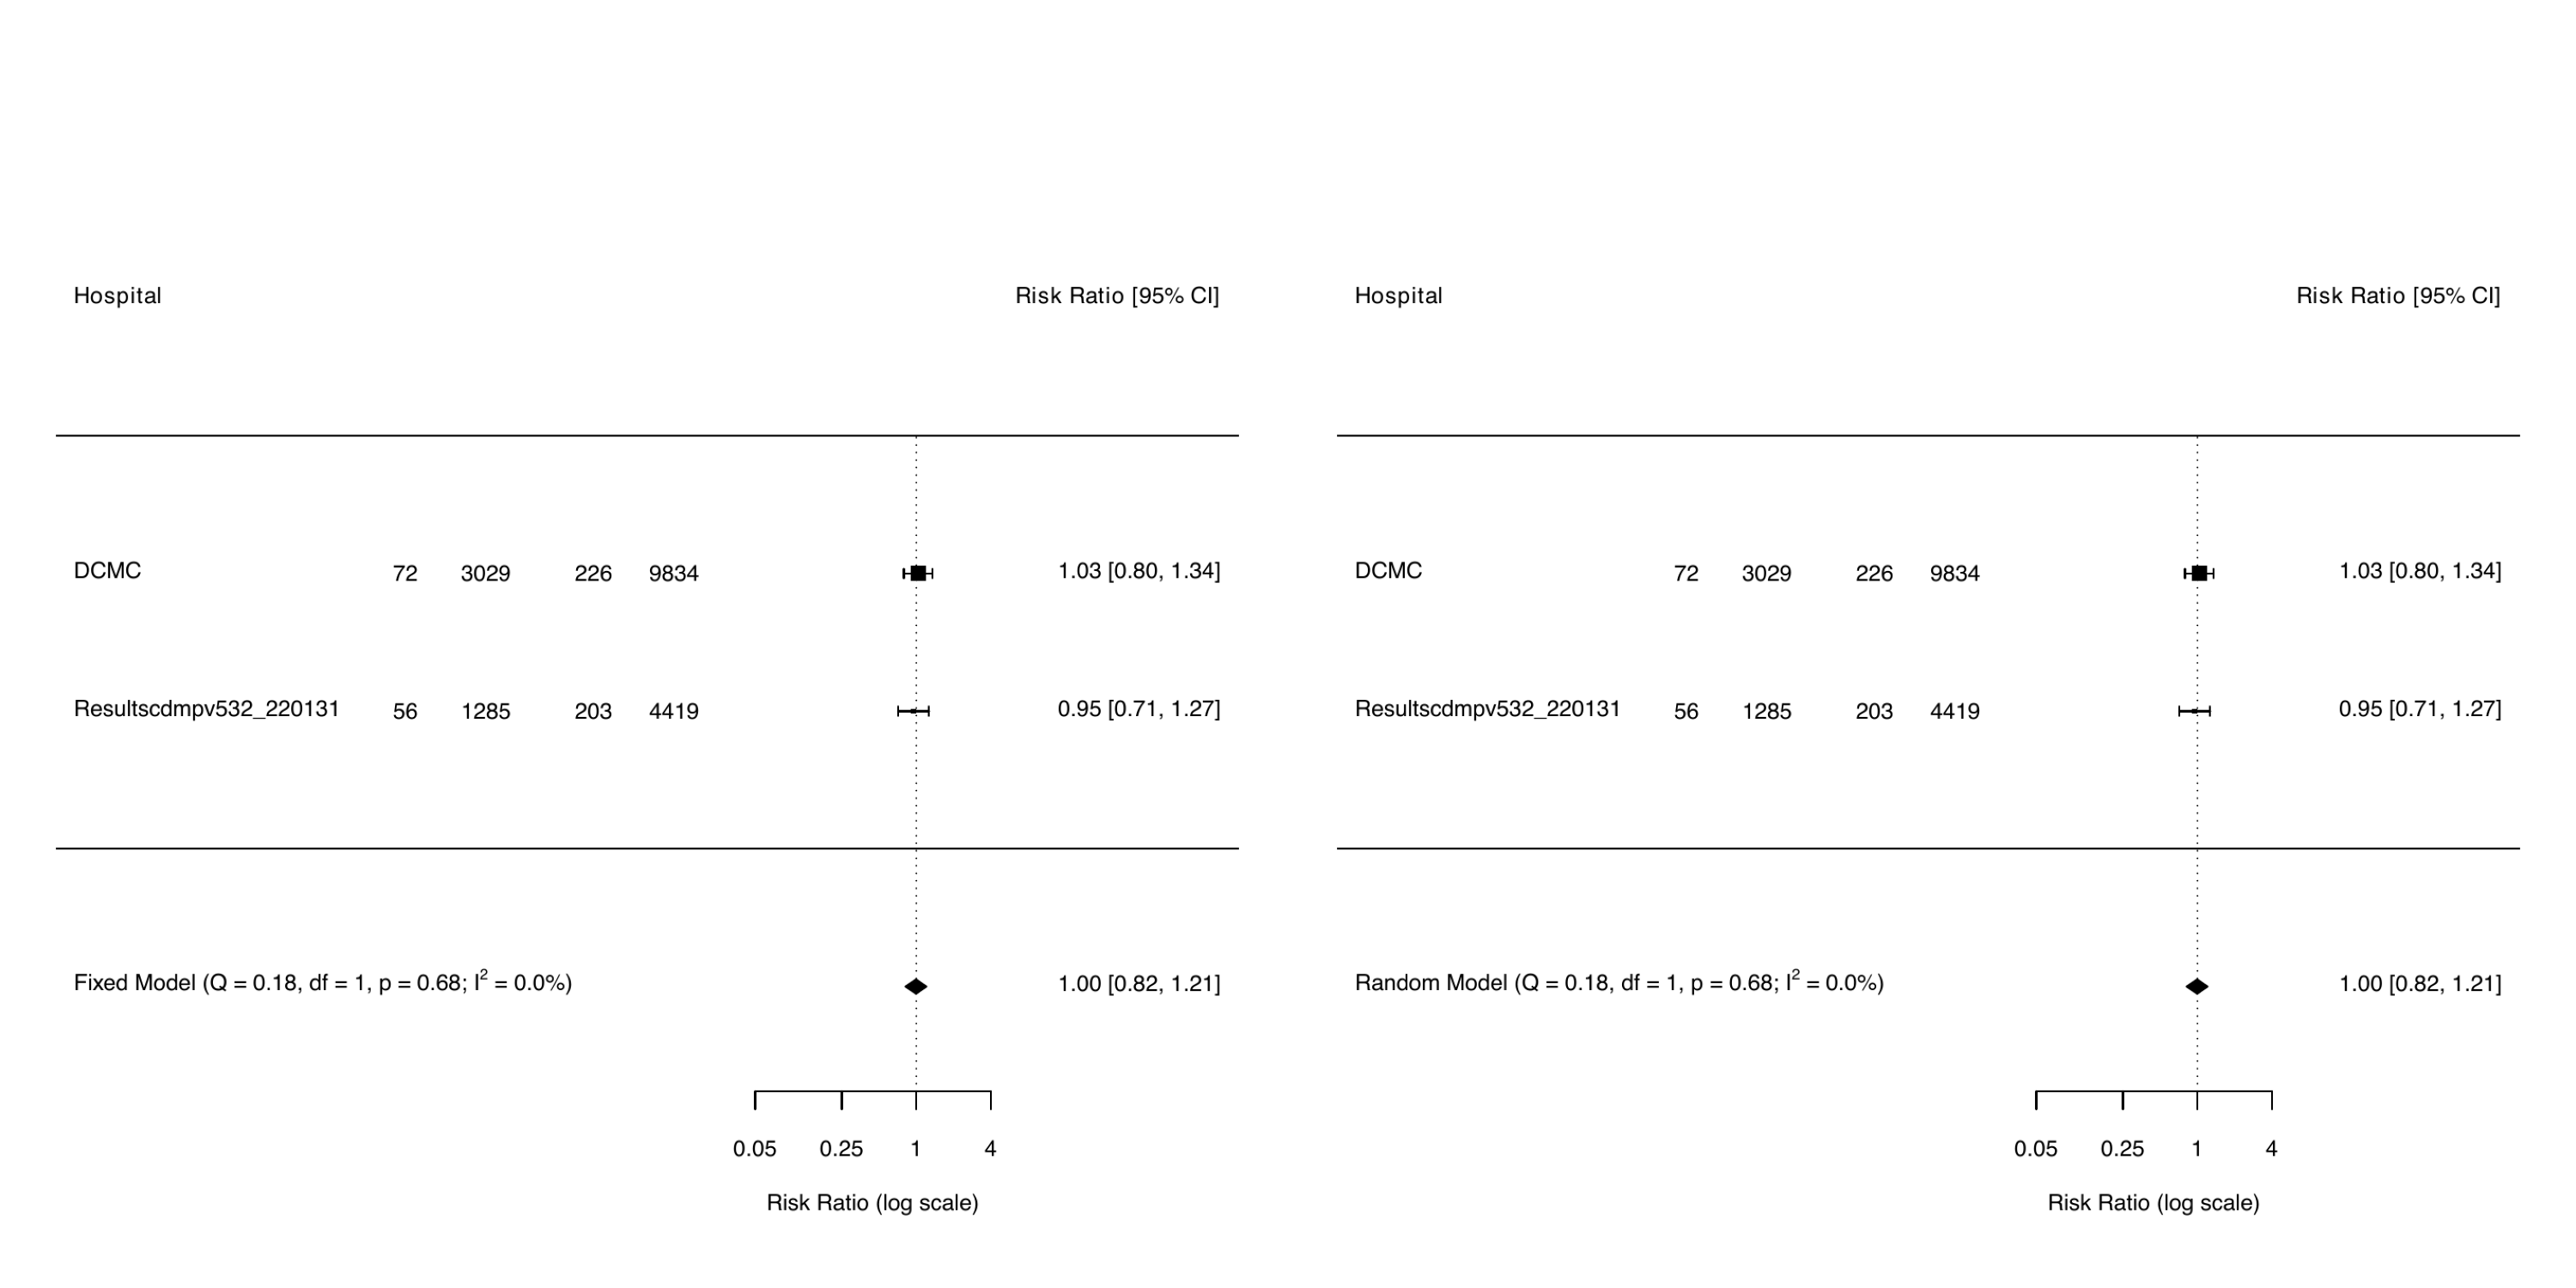 Hospital Risk Ratio [95% CI]
DCMC 72 3029 226 9834 1.03 [0.80, 1.34]
Resultscdmpv532_220131 56 1285 203 4419 0.95 [0.71, 1.27]
Fixed Model (Q = 0.18, df = 1, p = 0.68; I² = 0.0%) 1.00 [0.82, 1.21]
0.05 0.25 1 4
Risk Ratio (log scale)
Hospital Risk Ratio [95% CI]
DCMC 72 3029 226 9834 1.03 [0.80, 1.34]
Resultscdmpv532_220131 56 1285 203 4419 0.95 [0.71, 1.27]
Random Model (Q = 0.18, df = 1, p = 0.68; I² = 0.0%) 1.00 [0.82, 1.21]
0.05 0.25 1 4
Risk Ratio (log scale)